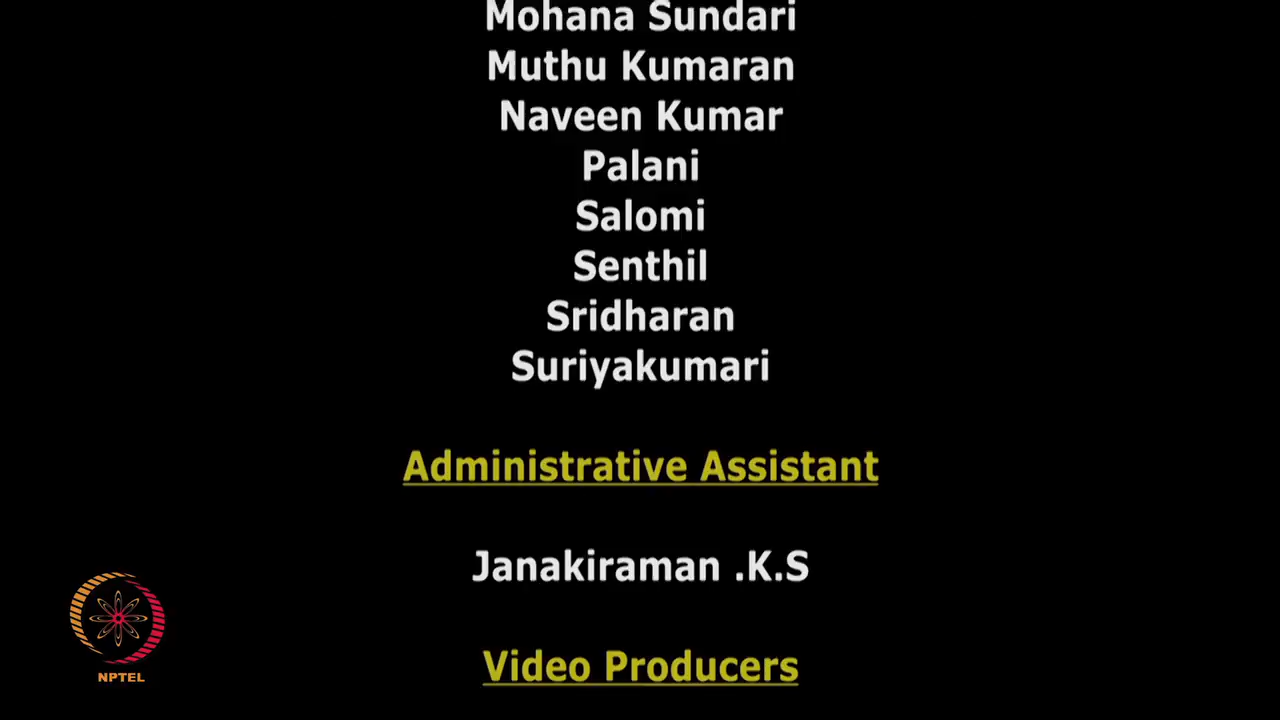 Mohana Sundari
Muthu Kumaran
Naveen Kumar
Palani
Salomi
Senthil
Sridharan
Suriyakumari
Administrative Assistant
Janakiraman .K.S
Video Producers
NPTEL